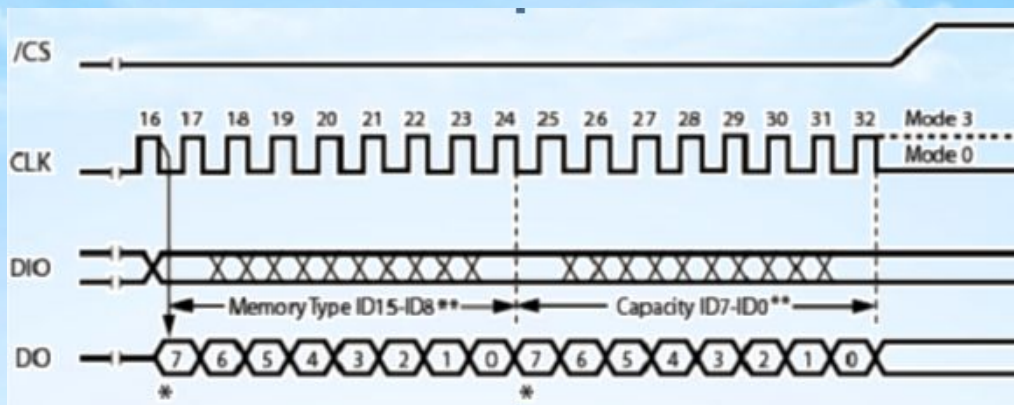 /CS
16 17 18 19 20 21 22 23 24 25 26 27 28 29 30 31 32 Mode 3
CLK Mode 0
DIO
Memory Type ID15-ID8** Capacity ID7-ID0**
DO 7 6 5 4 3 2 1 0 7 6 5 4 3 2 1 0
* *